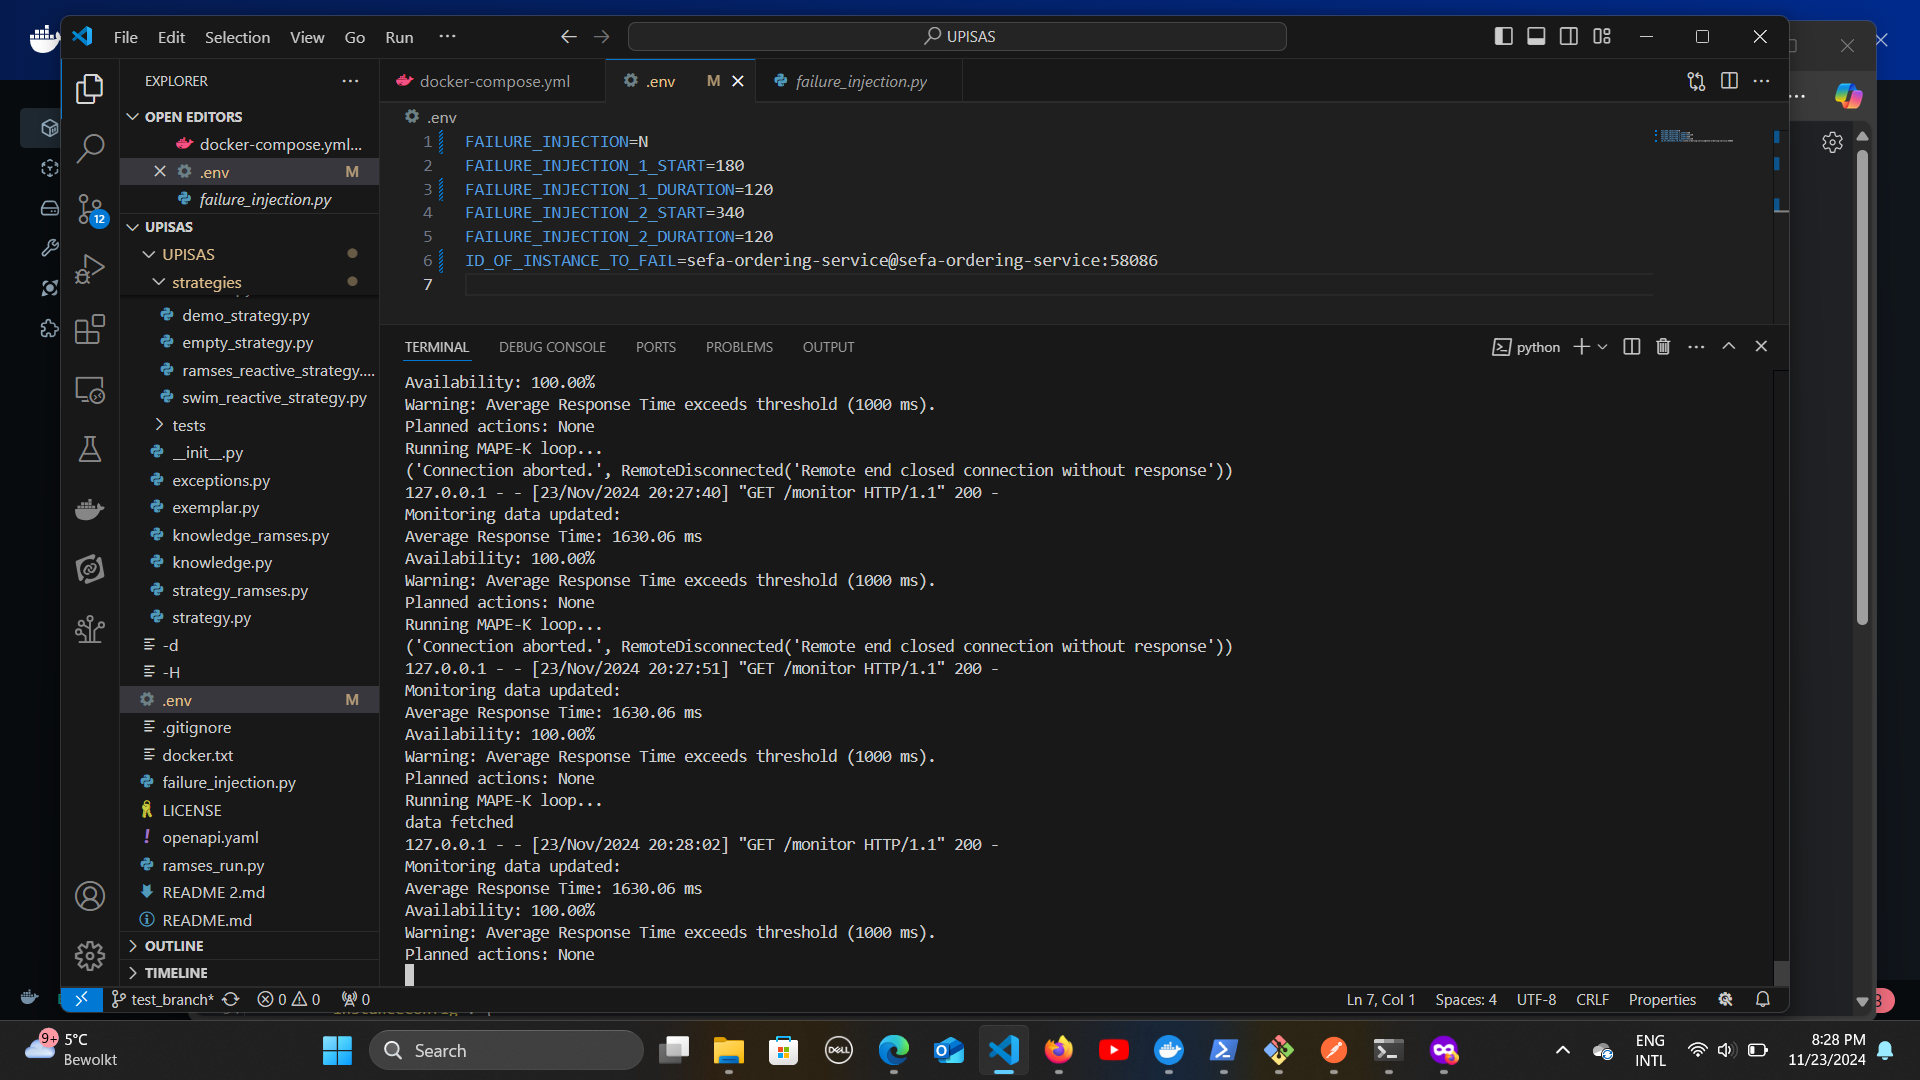 File Edit Selection View Go Run ···
UPISAS
EXPLORER
OPEN EDITORS
docker-compose.yml...
.env M
failure_injection.py
12
UPISAS
UPISAS
strategies
demo_strategy.py
empty_strategy.py
ramses_reactive_strategy....
swim_reactive_strategy.py
tests
__init__.py
exceptions.py
exemplar.py
knowledge_ramses.py
knowledge.py
strategy_ramses.py
strategy.py
-d
-H
.env M
.gitignore
docker.txt
failure_injection.py
LICENSE
openapi.yaml
ramses_run.py
README 2.md
README.md
OUTLINE
TIMELINE
docker-compose.yml
.env M
failure_injection.py
.env
1 FAILURE_INJECTION=N
2 FAILURE_INJECTION_1_START=180
3 FAILURE_INJECTION_1_DURATION=120
4 FAILURE_INJECTION_2_START=340
5 FAILURE_INJECTION_2_DURATION=120
6 ID_OF_INSTANCE_TO_FAIL=sefa-ordering-service@sefa-ordering-service:58086
7
TERMINAL DEBUG CONSOLE PORTS PROBLEMS OUTPUT
python
Availability: 100.00%
Warning: Average Response Time exceeds threshold (1000 ms).
Planned actions: None
Running MAPE-K loop...
('Connection aborted.', RemoteDisconnected('Remote end closed connection without response'))
127.0.0.1 - - [23/Nov/2024 20:27:40] "GET /monitor HTTP/1.1" 200 -
Monitoring data updated:
Average Response Time: 1630.06 ms
Availability: 100.00%
Warning: Average Response Time exceeds threshold (1000 ms).
Planned actions: None
Running MAPE-K loop...
('Connection aborted.', RemoteDisconnected('Remote end closed connection without response'))
127.0.0.1 - - [23/Nov/2024 20:27:51] "GET /monitor HTTP/1.1" 200 -
Monitoring data updated:
Average Response Time: 1630.06 ms
Availability: 100.00%
Warning: Average Response Time exceeds threshold (1000 ms).
Planned actions: None
Running MAPE-K loop...
data fetched
127.0.0.1 - - [23/Nov/2024 20:28:02] "GET /monitor HTTP/1.1" 200 -
Monitoring data updated:
Average Response Time: 1630.06 ms
Availability: 100.00%
Warning: Average Response Time exceeds threshold (1000 ms).
Planned actions: None
test_branch* 0 0 0
Ln 7, Col 1 Spaces: 4 UTF-8 CRLF Properties
9+
5°C
Bewolkt
Search
DELL
ENG
INTL
8:28 PM
11/23/2024